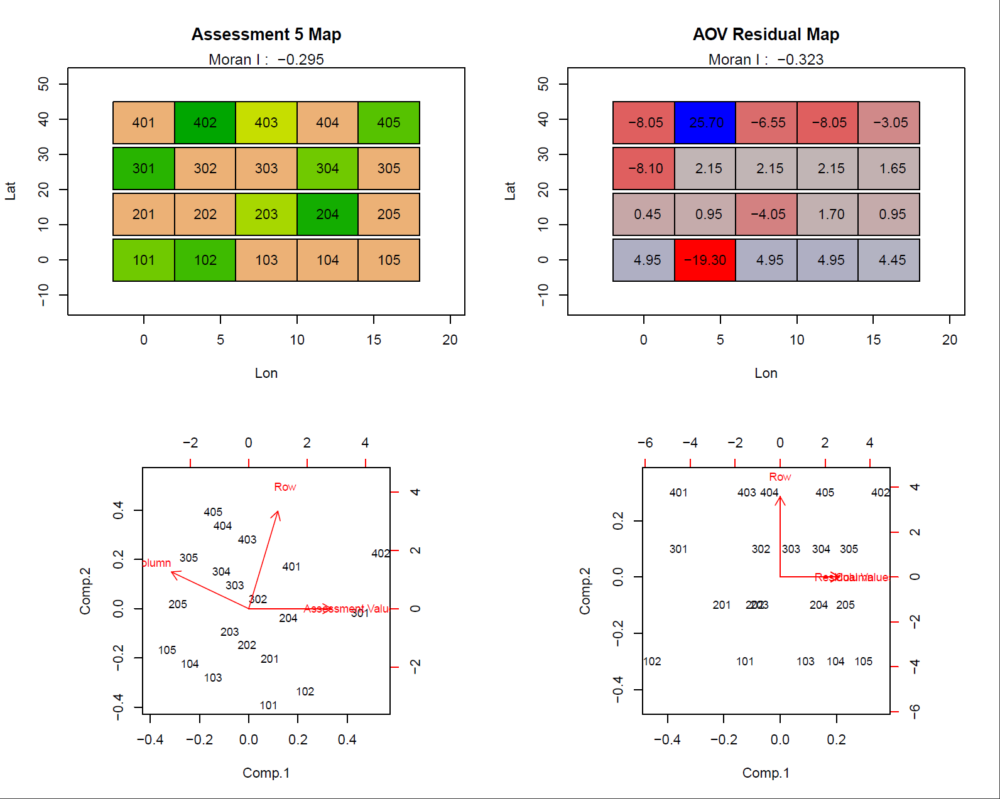 Assessment 5 Map
Moran I : −0.295
50
40
30
20
10
0
−10
Lat
401 402 403 404 405
301 302 303 304 305
201 202 203 204 205
101 102 103 104 105
0 5 10 15 20
Lon
AOV Residual Map
Moran I : −0.323
50
40
30
20
10
0
−10
Lat
−8.05 25.70 −6.55 −8.05 −3.05
−8.10 2.15 2.15 2.15 1.65
0.45 0.95 −4.05 1.70 0.95
4.95 −19.30 4.95 4.95 4.45
0 5 10 15 20
Lon
−2 0 2 4
Row
405
404
403
402
305
olumn
401
304
303
302
205
Assessment Valu
301
204
203
202
105
201
104
103
102
101
0.4
0.2
0.0
−0.2
−0.4
Comp.2
4
2
0
−2
−0.4 −0.2 0.0 0.2 0.4
Comp.1
−6 −4 −2 0 2 4
Row
401 403 404 405 402
301 302 303 304 305
Residual Value
Column
201 202 203 204 205
102 101 103 104 105
0.2
0.0
−0.2
−0.4
Comp.2
4
2
0
−2
−4
−6
−0.4 −0.2 0.0 0.2
Comp.1